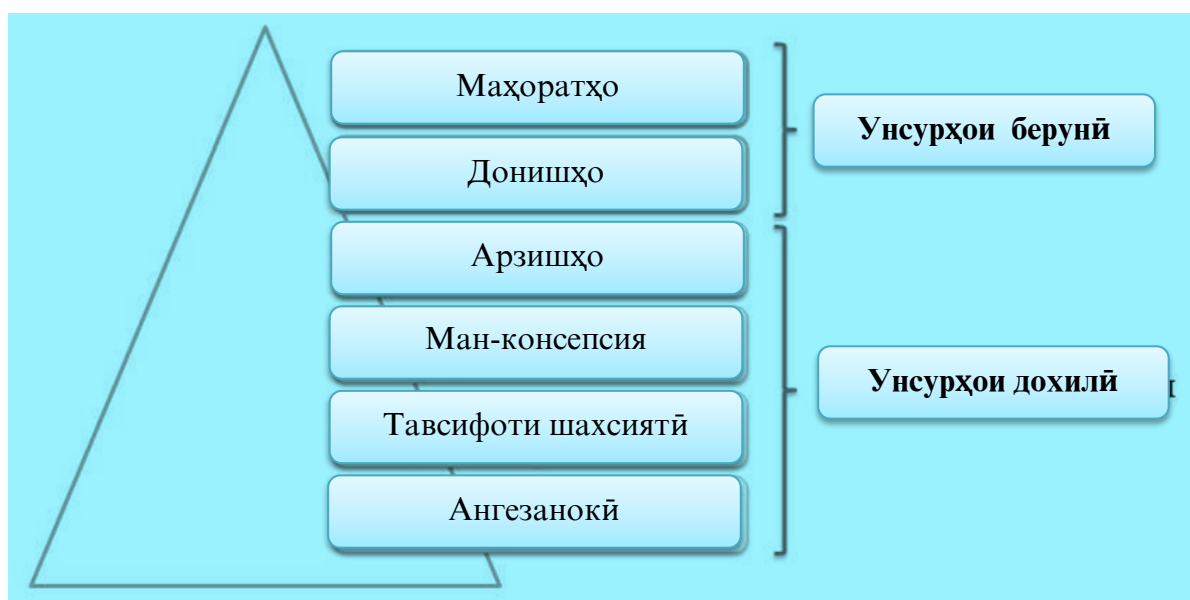 Маҳоратҳо
Донишҳо
Унсурҳои берунӣ
Арзишҳо
Ман-консепсия
Тавсифоти шахсиятӣ
Ангезанокӣ
Унсурҳои дохилӣ